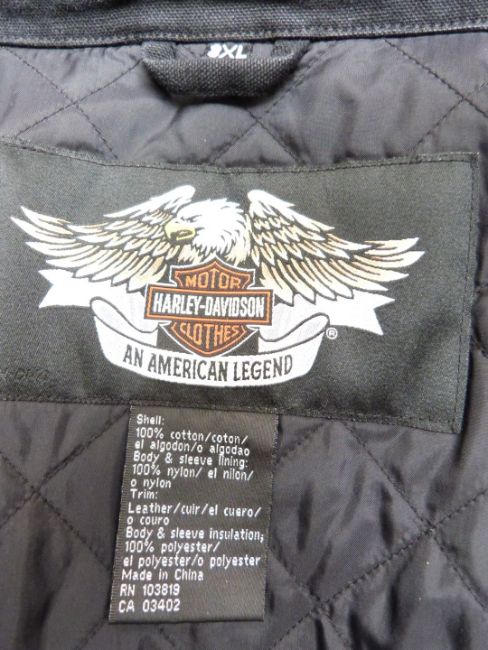 3XL
MOTOR
HARLEY-DAVIDSON
CLOTHES
®
AN AMERICAN LEGEND
Shell:
100% cotton/coton/
el algodon/o algodao
Body & sleeve lining:
100% nylon/ el nilon/
o nylon
Trim:
Leather/cuir/el cuero/
o couro
Body & sleeve insulation;
100% polyester/
el polyester/o polyester
Made in China
RN 103819
CA 03402